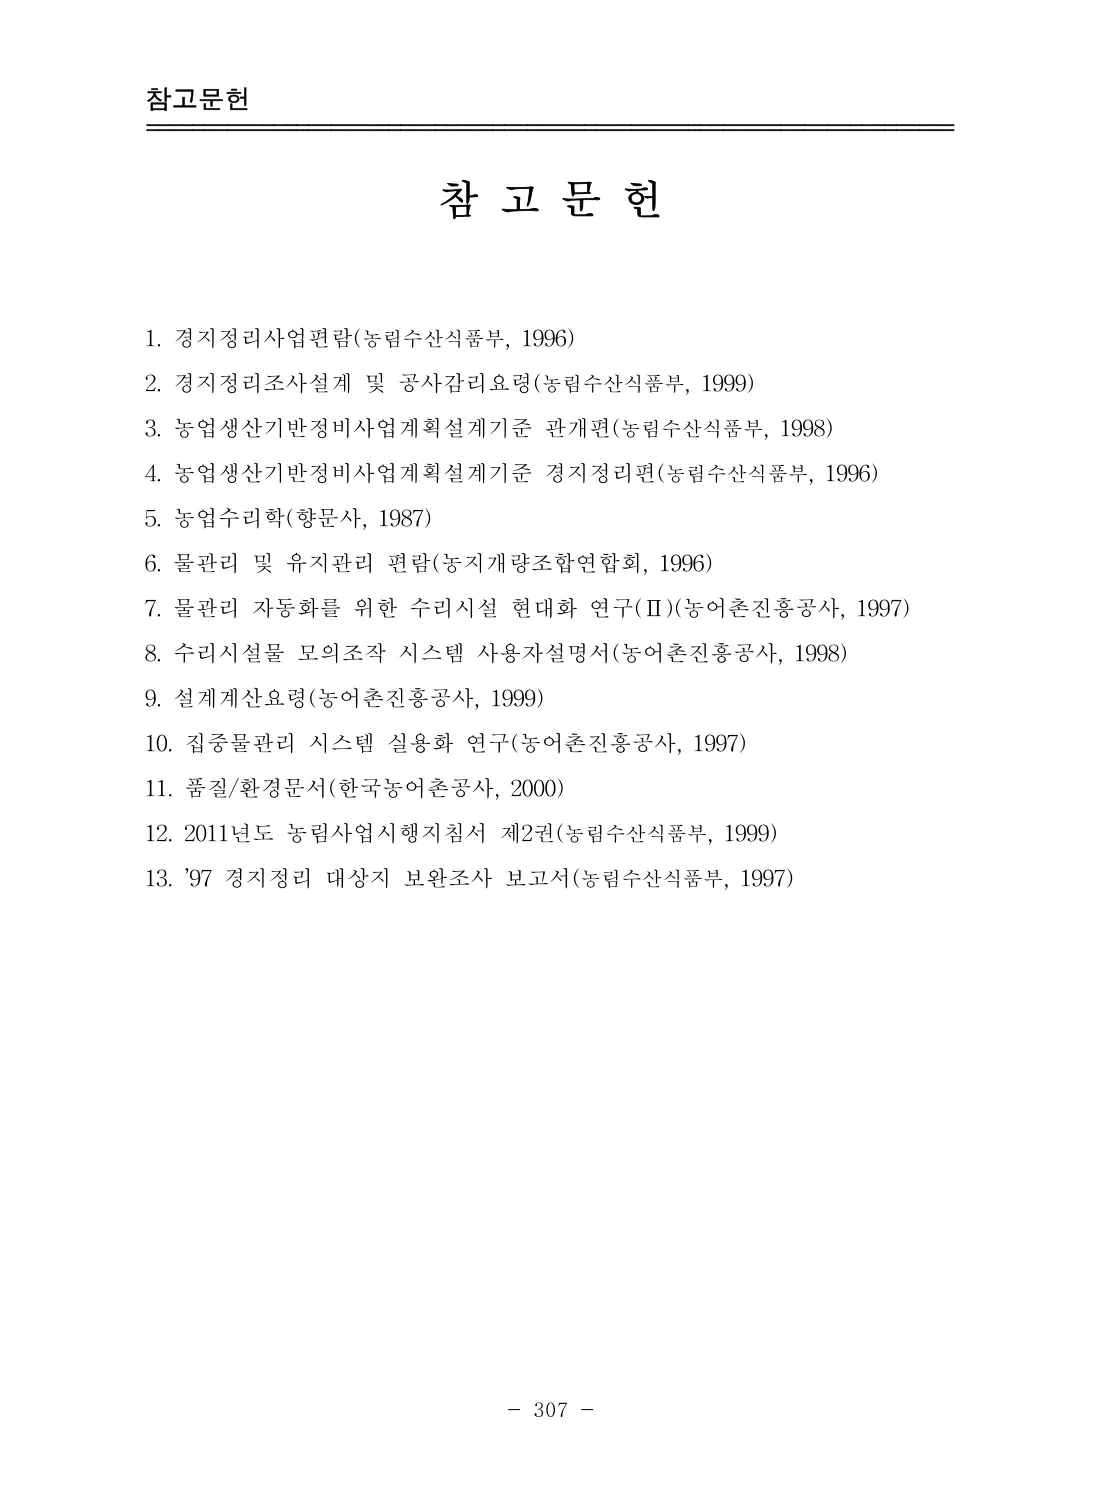 참고문헌
참 고 문 헌
1. 경지정리사업편람(농림수산식품부, 1996)
2. 경지정리조사설계 및 공사감리요령(농림수산식품부, 1999)
3. 농업생산기반정비사업계획설계기준 관개편(농림수산식품부, 1998)
4. 농업생산기반정비사업계획설계기준 경지정리편(농림수산식품부, 1996)
5. 농업수리학(향문사, 1987)
6. 물관리 및 유지관리 편람(농지개량조합연합회, 1996)
7. 물관리 자동화를 위한 수리시설 현대화 연구(Ⅱ)(농어촌진흥공사, 1997)
8. 수리시설물 모의조작 시스템 사용자설명서(농어촌진흥공사, 1998)
9. 설계계산요령(농어촌진흥공사, 1999)
10. 집중물관리 시스템 실용화 연구(농어촌진흥공사, 1997)
11. 품질/환경문서(한국농어촌공사, 2000)
12. 2011년도 농림사업시행지침서 제2권(농림수산식품부, 1999)
13. ’97 경지정리 대상지 보완조사 보고서(농림수산식품부, 1997)
- 307 -